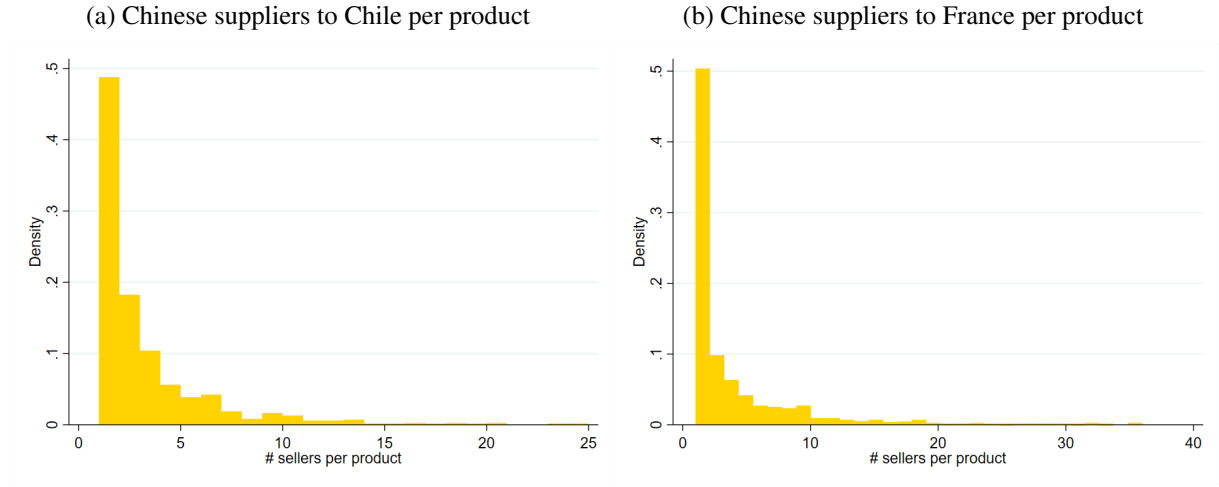 (a) Chinese suppliers to Chile per product
.5
.4
.3
.2
.1
0
Density
0 5 10 15 20 25
# sellers per product
(b) Chinese suppliers to France per product
.5
.4
.3
.2
.1
0
Density
0 10 20 30 40
# sellers per product